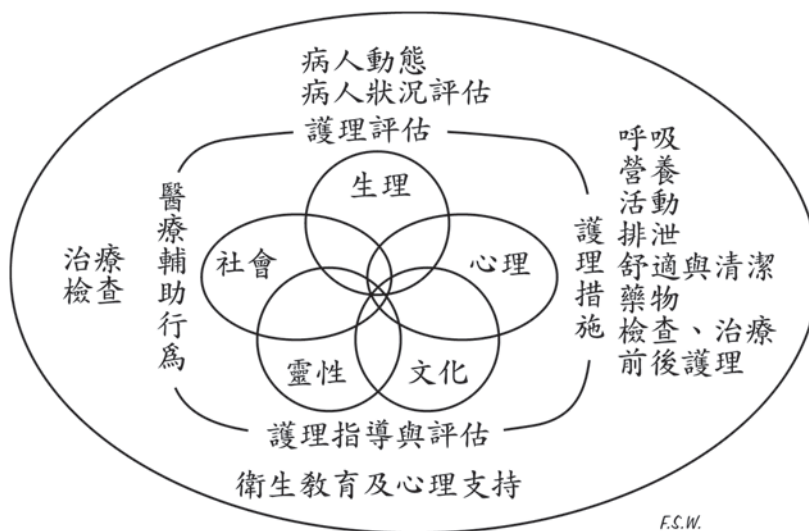 病人動態
病人狀況評估
護理評估
生理
社會
心理
靈性
文化
醫療輔助行為
治療
檢查
護理措施
呼吸
營養
活動
排泄
舒適與清潔
藥物
檢查、治療
前後護理
護理指導與評估
衛生教育及心理支持
F.S.W.